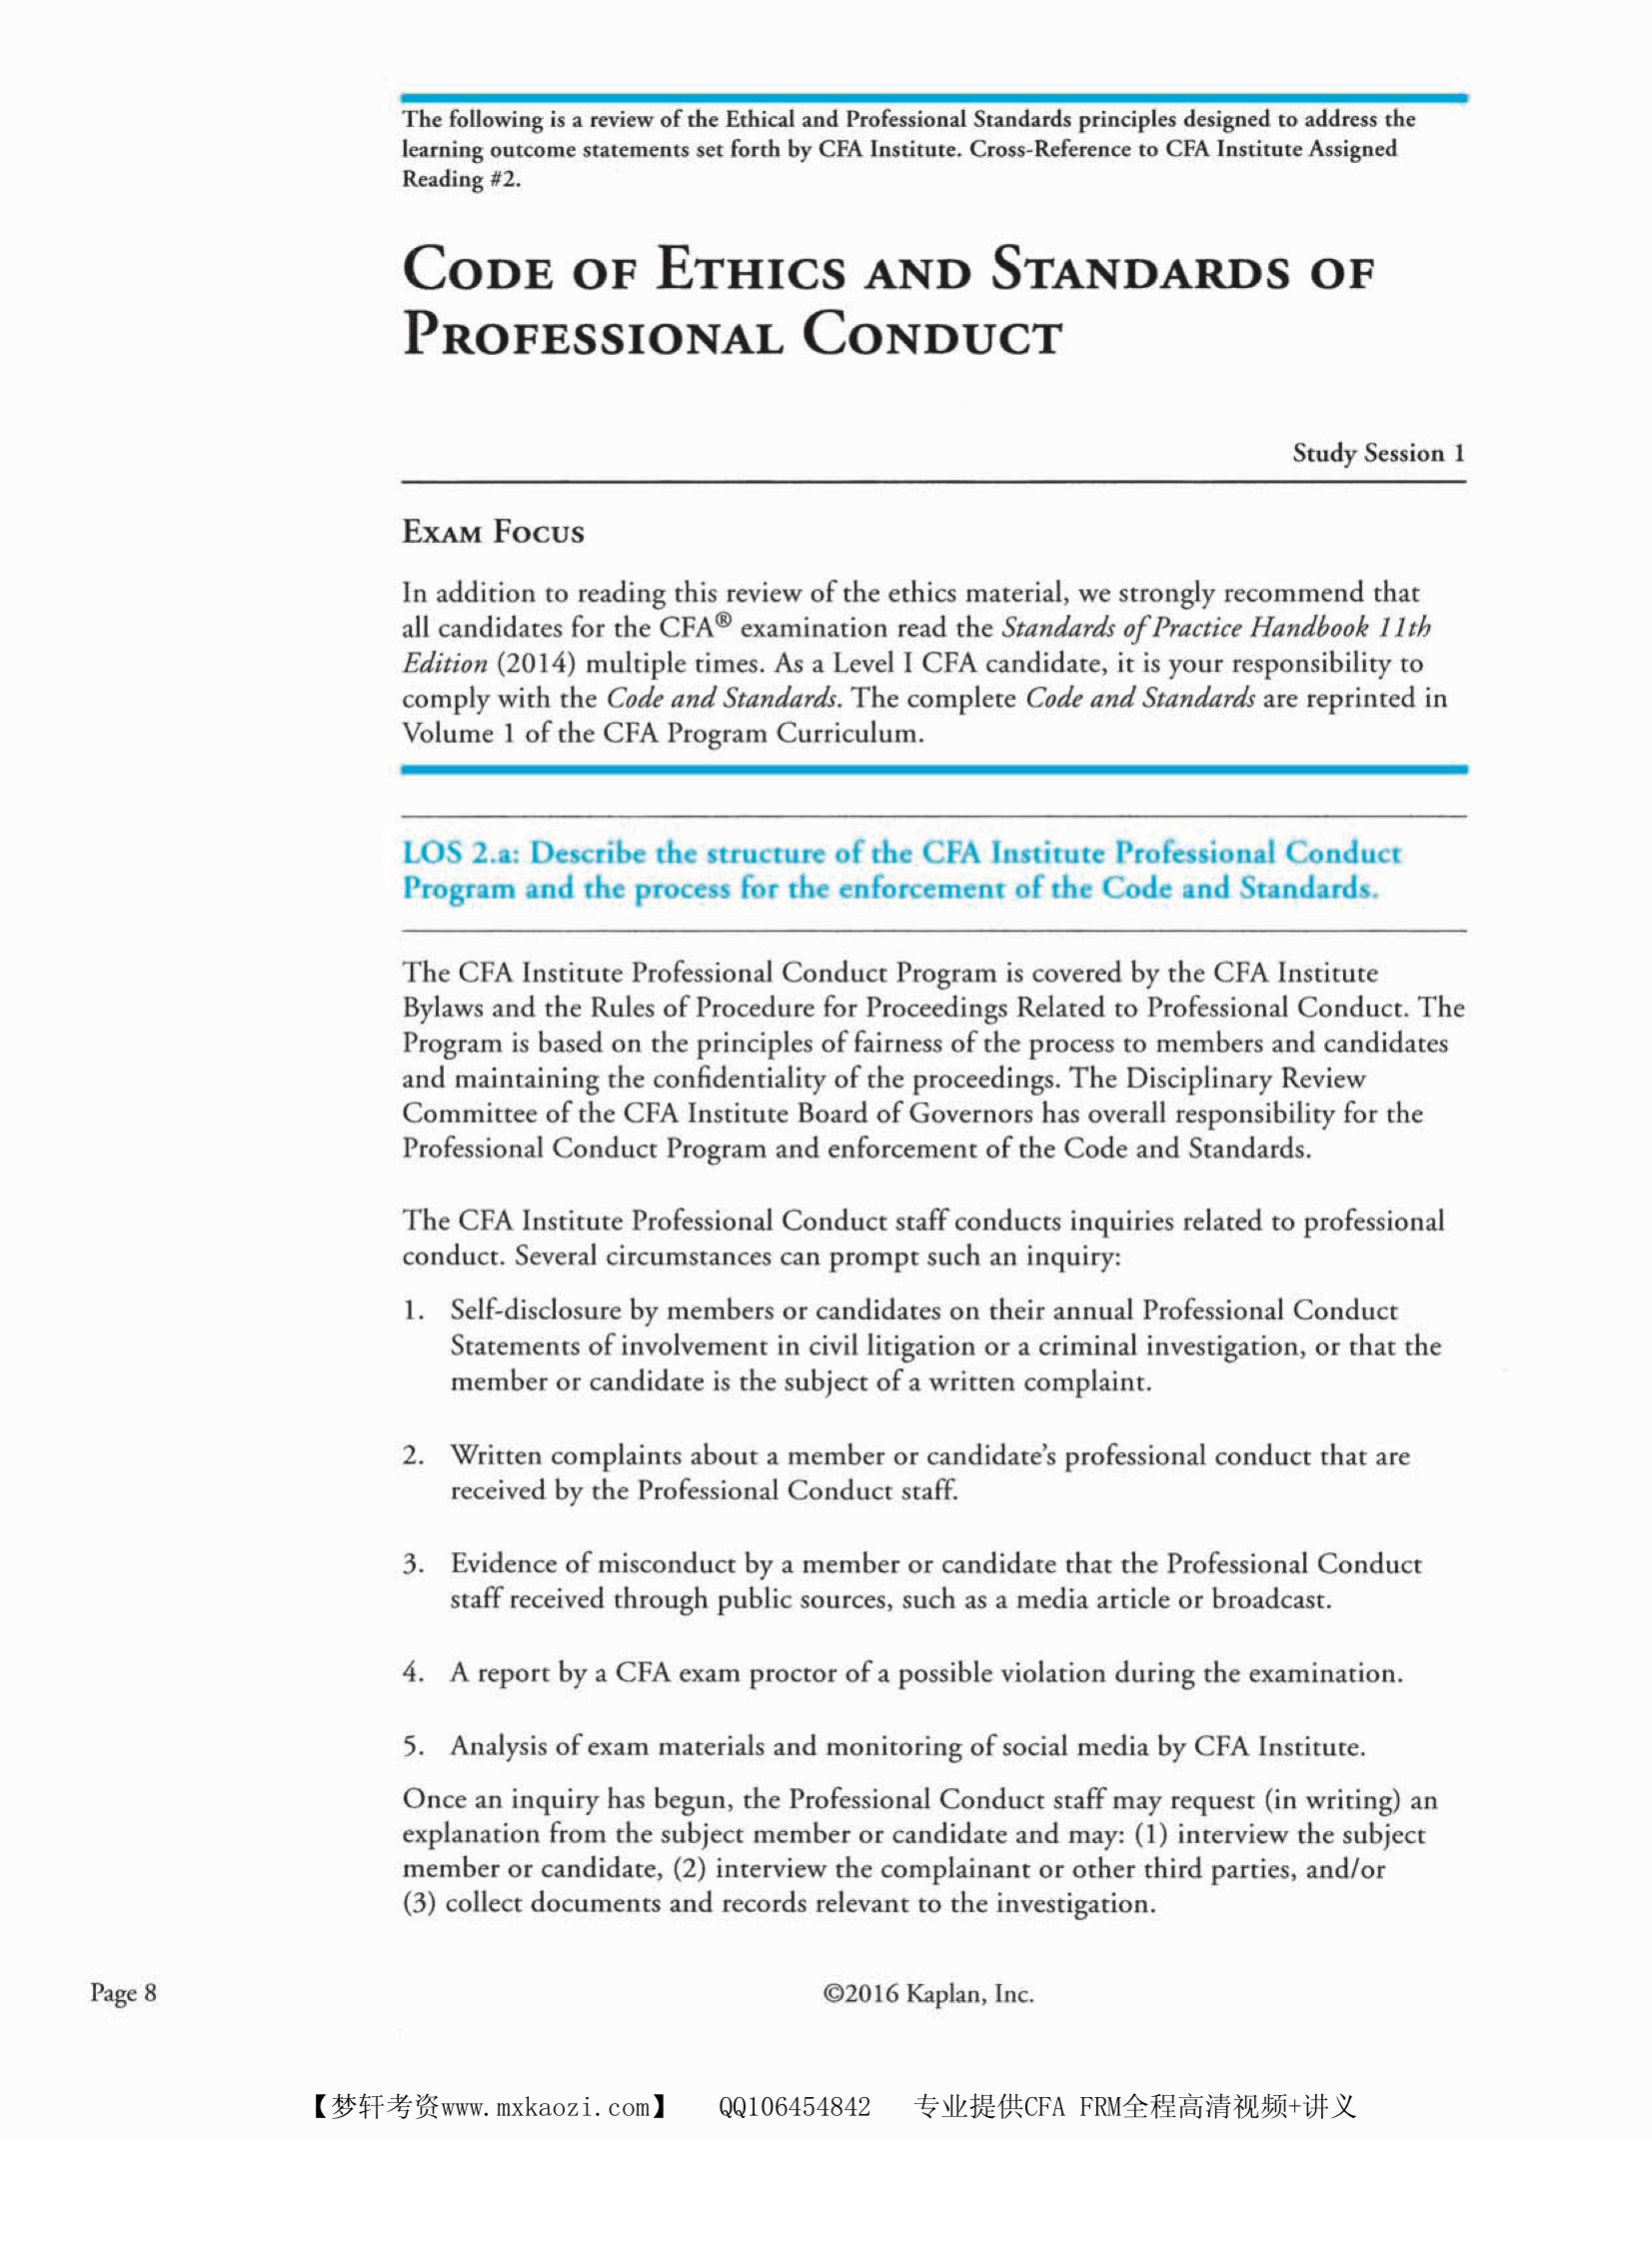 The following is a review of the Ethical and Professional Standards principles designed to address the
learning outcome statements set forth by CFA Institute. Cross-Reference to CFA Institute Assigned
Reading #2.
CODE OF ETHICS AND STANDARDS OF
PROFESSIONAL CONDUCT
Study Session 1
EXAM FOCUS
In addition to reading this review of the ethics material, we strongly recommend that
all candidates for the CFA® examination read the Standards of Practice Handbook 11th
Edition (2014) multiple times. As a Level I CFA candidate, it is your responsibility to
comply with the Code and Standards. The complete Code and Standards are reprinted in
Volume 1 of the CFA Program Curriculum.
LOS 2.a: Describe the structure of the CFA Institute Professional Conduct
Program and the process for the enforcement of the Code and Standards.
The CFA Institute Professional Conduct Program is covered by the CFA Institute
Bylaws and the Rules of Procedure for Proceedings Related to Professional Conduct. The
Program is based on the principles of fairness of the process to members and candidates
and maintaining the confidentiality of the proceedings. The Disciplinary Review
Committee of the CFA Institute Board of Governors has overall responsibility for the
Professional Conduct Program and enforcement of the Code and Standards.
The CFA Institute Professional Conduct staff conducts inquiries related to professional
conduct. Several circumstances can prompt such an inquiry:
1. Self-disclosure by members or candidates on their annual Professional Conduct
Statements of involvement in civil litigation or a criminal investigation, or that the
member or candidate is the subject of a written complaint.
2. Written complaints about a member or candidate's professional conduct that are
received by the Professional Conduct staff.
3. Evidence of misconduct by a member or candidate that the Professional Conduct
staff received through public sources, such as a media article or broadcast.
4. A report by a CFA exam proctor of a possible violation during the examination.
5. Analysis of exam materials and monitoring of social media by CFA Institute.
Once an inquiry has begun, the Professional Conduct staff may request (in writing) an
explanation from the subject member or candidate and may: (1) interview the subject
member or candidate, (2) interview the complainant or other third parties, and/or
(3) collect documents and records relevant to the investigation.
Page 8
©2016 Kaplan, Inc.
【梦轩考资www.mxkaozi.com】 QQ106454842 专业提供CFA FRM全程高清视频+讲义